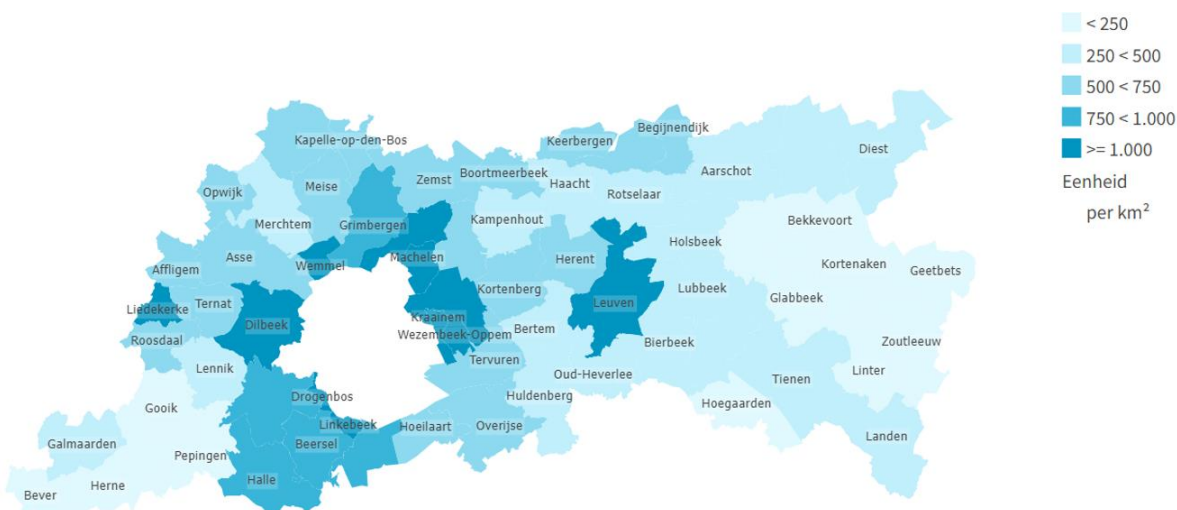 < 250
250 < 500
500 < 750
750 < 1.000
>= 1.000
Eenheid
per km²
Kapelle-op-den-Bos
Keerbergen
Begijnendijk
Diest
Opwijk
Meise
Zemst
Boortmeerbeek
Haacht
Rotselaar
Aarschot
Merchtem
Grimbergen
Kampenhout
Bekkevoort
Holsbeek
Affligem
Asse
Wemmel
Machelen
Herent
Kortenaken
Geetbets
Liedekerke
Ternat
Dilbeek
Kortenberg
Leuven
Lubbeek
Glabbeek
Kraainem
Wezembeek-Oppem
Bertem
Bierbeek
Zoutleeuw
Roosdaal
Lennik
Tervuren
Oud-Heverlee
Tienen
Linter
Gooik
Drogenbos
Huldenberg
Hoegaarden
Linkebeek
Hoeilaart
Overijse
Galmaarden
Beersel
Landen
Pepingen
Halle
Herne
Bever